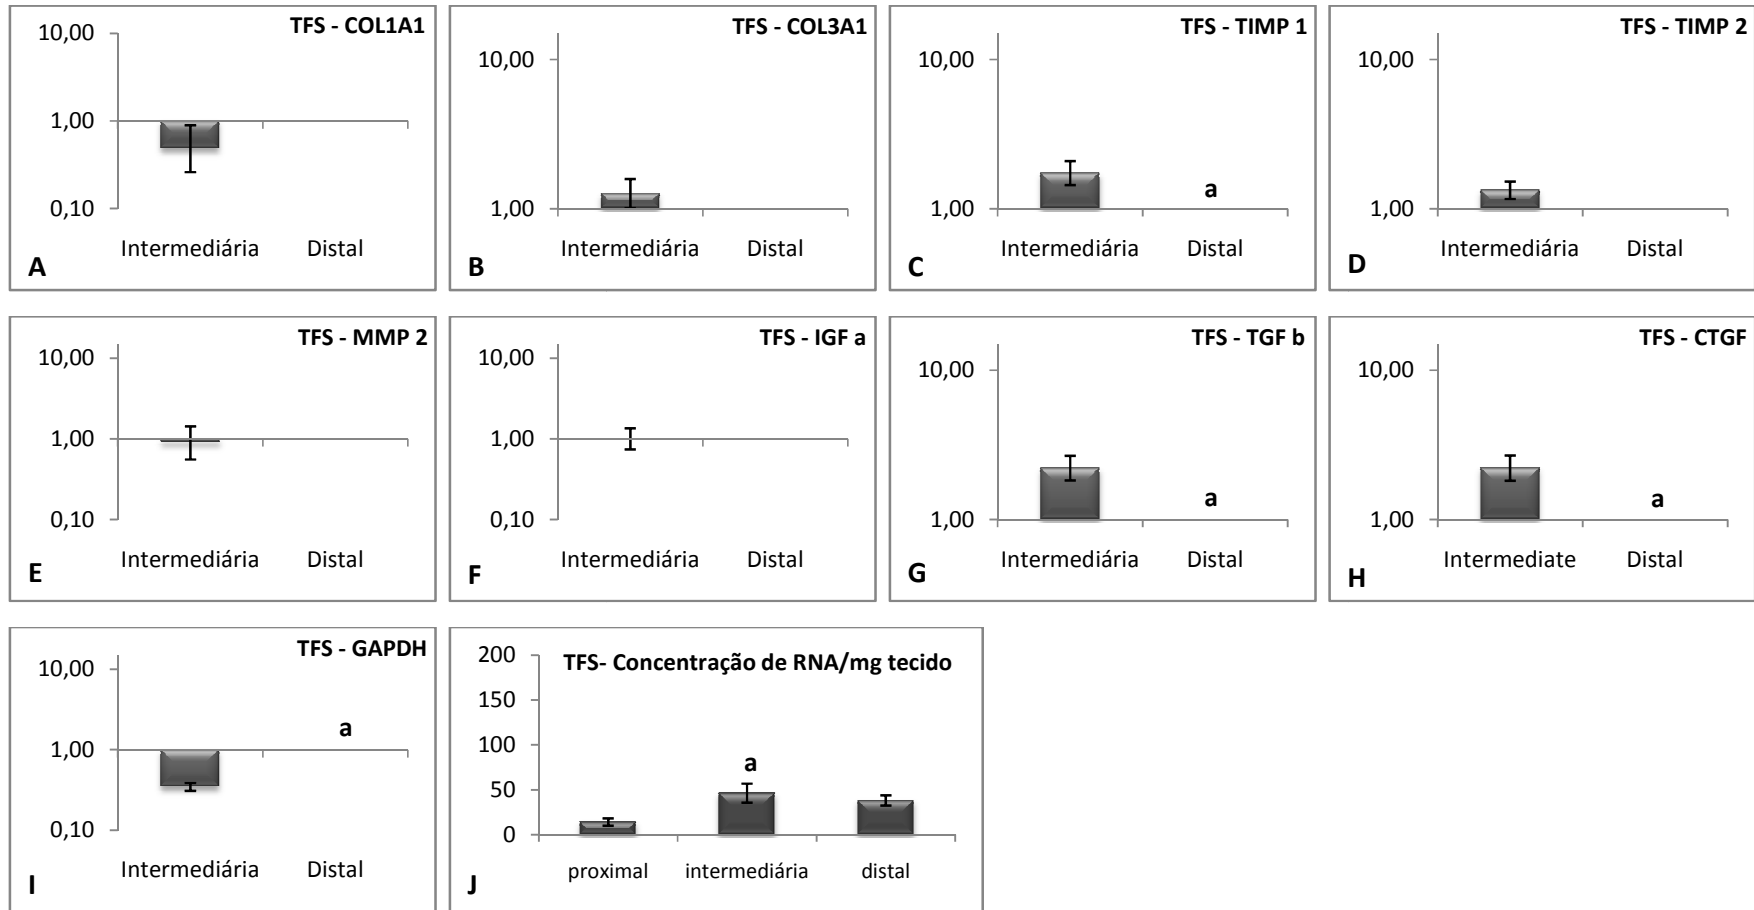 TFS - COL1A1
10,00
1,00
0,10
Intermediária Distal
A
TFS - COL3A1
10,00
1,00
Intermediária Distal
B
TFS - TIMP 1
10,00
a
1,00
Intermediária Distal
C
TFS - TIMP 2
10,00
1,00
Intermediária Distal
D
TFS - MMP 2
10,00
1,00
0,10
Intermediária Distal
E
TFS - IGF a
10,00
1,00
0,10
Intermediária Distal
F
TFS - TGF b
10,00
a
1,00
Intermediária Distal
G
TFS - CTGF
10,00
a
1,00
Intermediate Distal
H
TFS - GAPDH
10,00
a
1,00
0,10
Intermediária Distal
I
TFS- Concentração de RNA/mg tecido
200
150
100
a
50
0
proximal intermediária distal
J